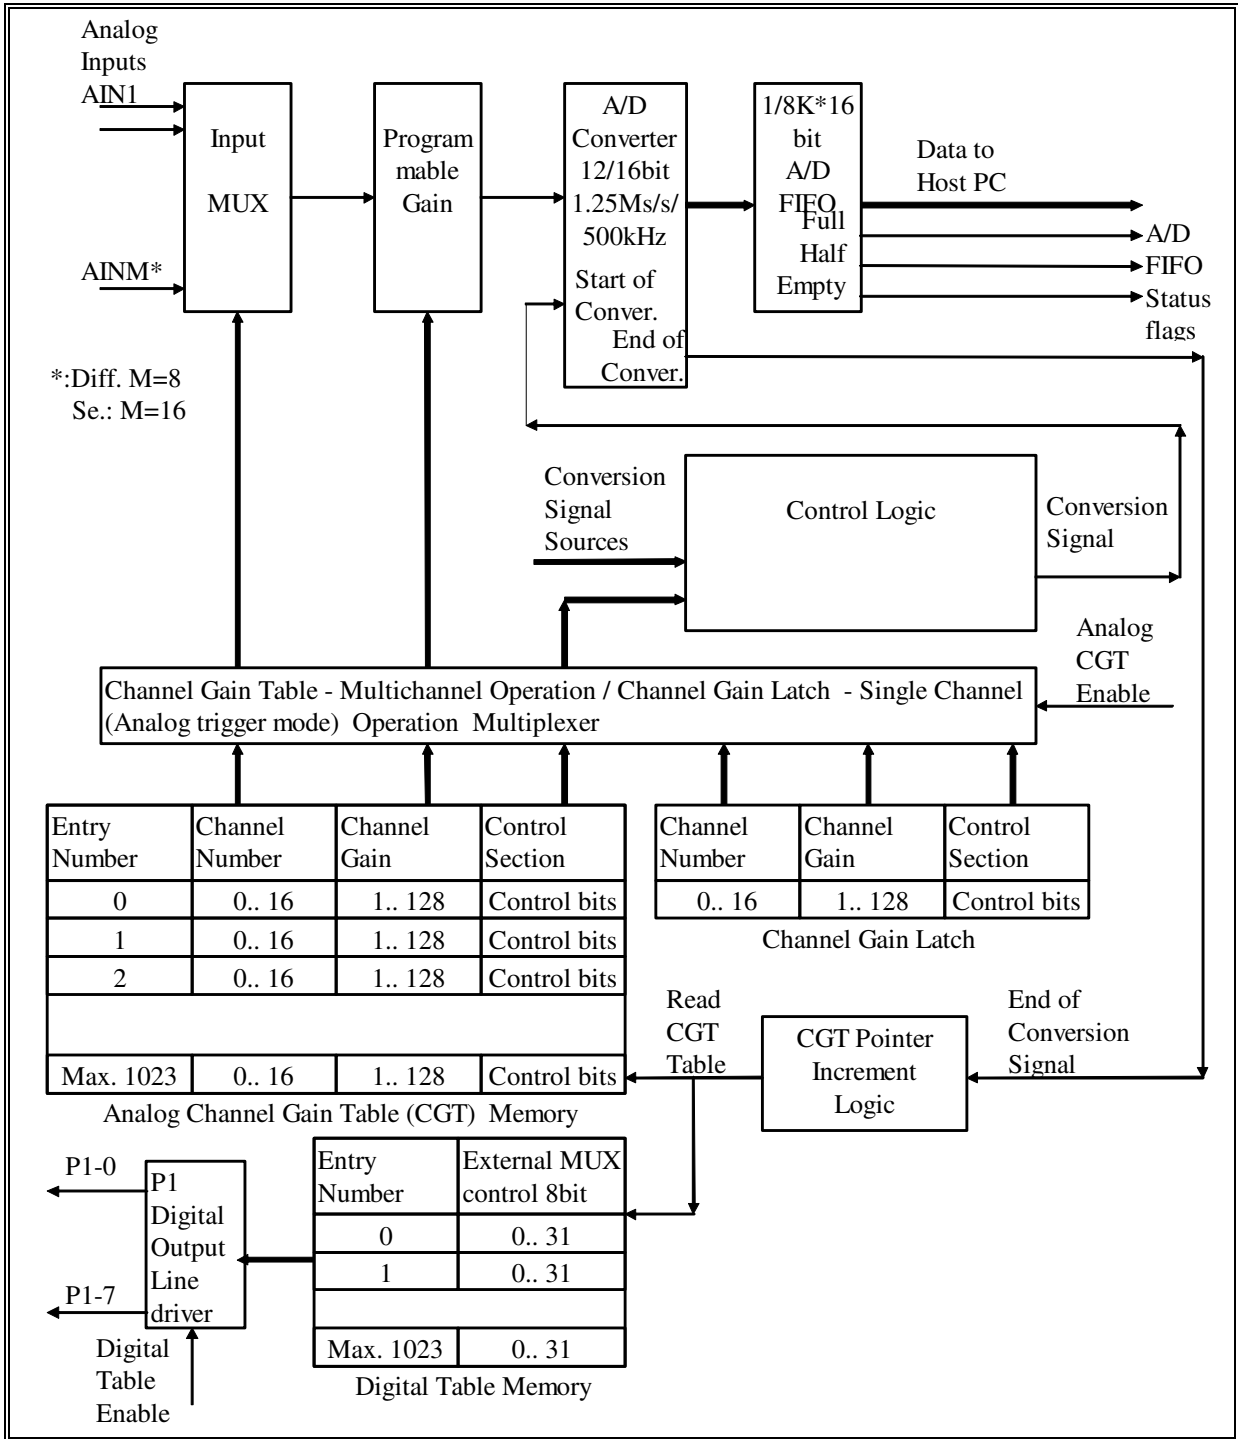 Analog
Inputs
AIN1
AINM*
Input
MUX
Program
mable
Gain
A/D
Converter
12/16bit
1.25Ms/s/
500kHz
Start of
Conver.
End of
Conver.
1/8K*16
bit
A/D
FIFO
Full
Half
Empty
Data to
Host PC
A/D
FIFO
Status
flags
*:Diff. M=8
Se.: M=16
Conversion
Signal
Sources
Control Logic
Conversion
Signal
Analog
CGT
Enable
Channel Gain Table - Multichannel Operation / Channel Gain Latch - Single Channel
(Analog trigger mode) Operation Multiplexer
Entry Number Channel Number Channel Gain Control Section
0 0.. 16 1.. 128 Control bits
1 0.. 16 1.. 128 Control bits
2 0.. 16 1.. 128 Control bits
Max. 1023 0.. 16 1.. 128 Control bits
Analog Channel Gain Table (CGT) Memory
Channel Number Channel Gain Control Section
0.. 16 1.. 128 Control bits
Channel Gain Latch
Read
CGT
Table
CGT Pointer
Increment
Logic
End of
Conversion
Signal
P1-0
P1-7
P1
Digital
Output
Line
driver
Digital
Table
Enable
Entry Number External MUX control 8bit
0 0.. 31
1 0.. 31
Max. 1023 0.. 31
Digital Table Memory